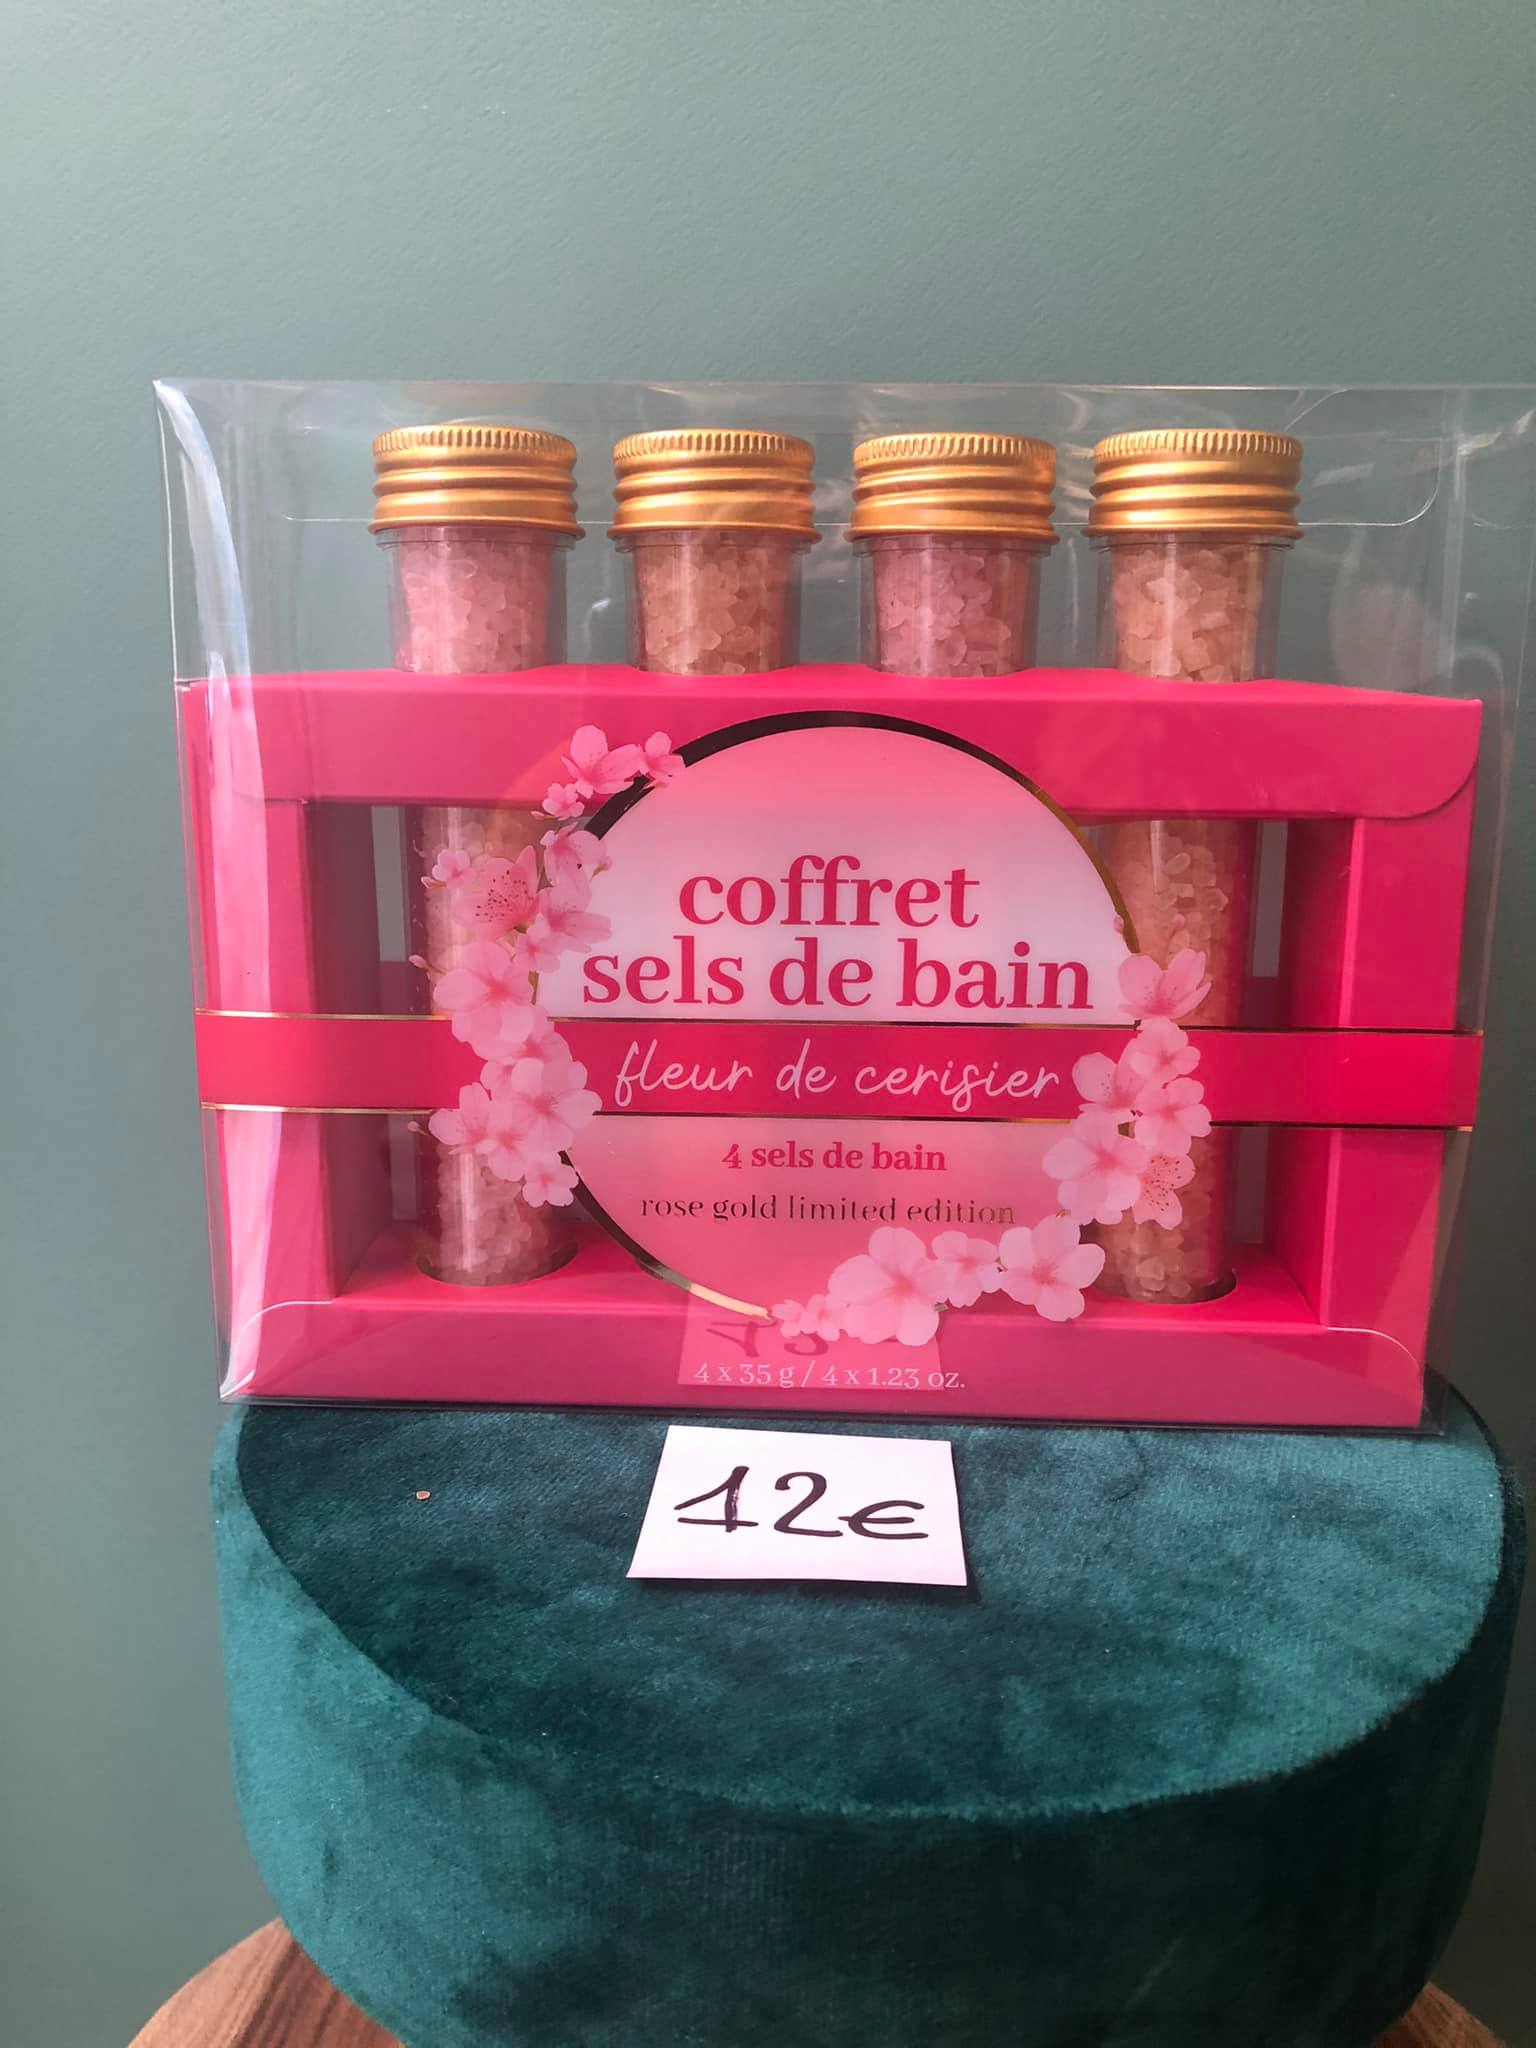 coffret
sels de bain
fleur de cerisier
4 sels de bain
rose gold limited edition
4 x 35 g / 4 x 1.23 oz.
12€